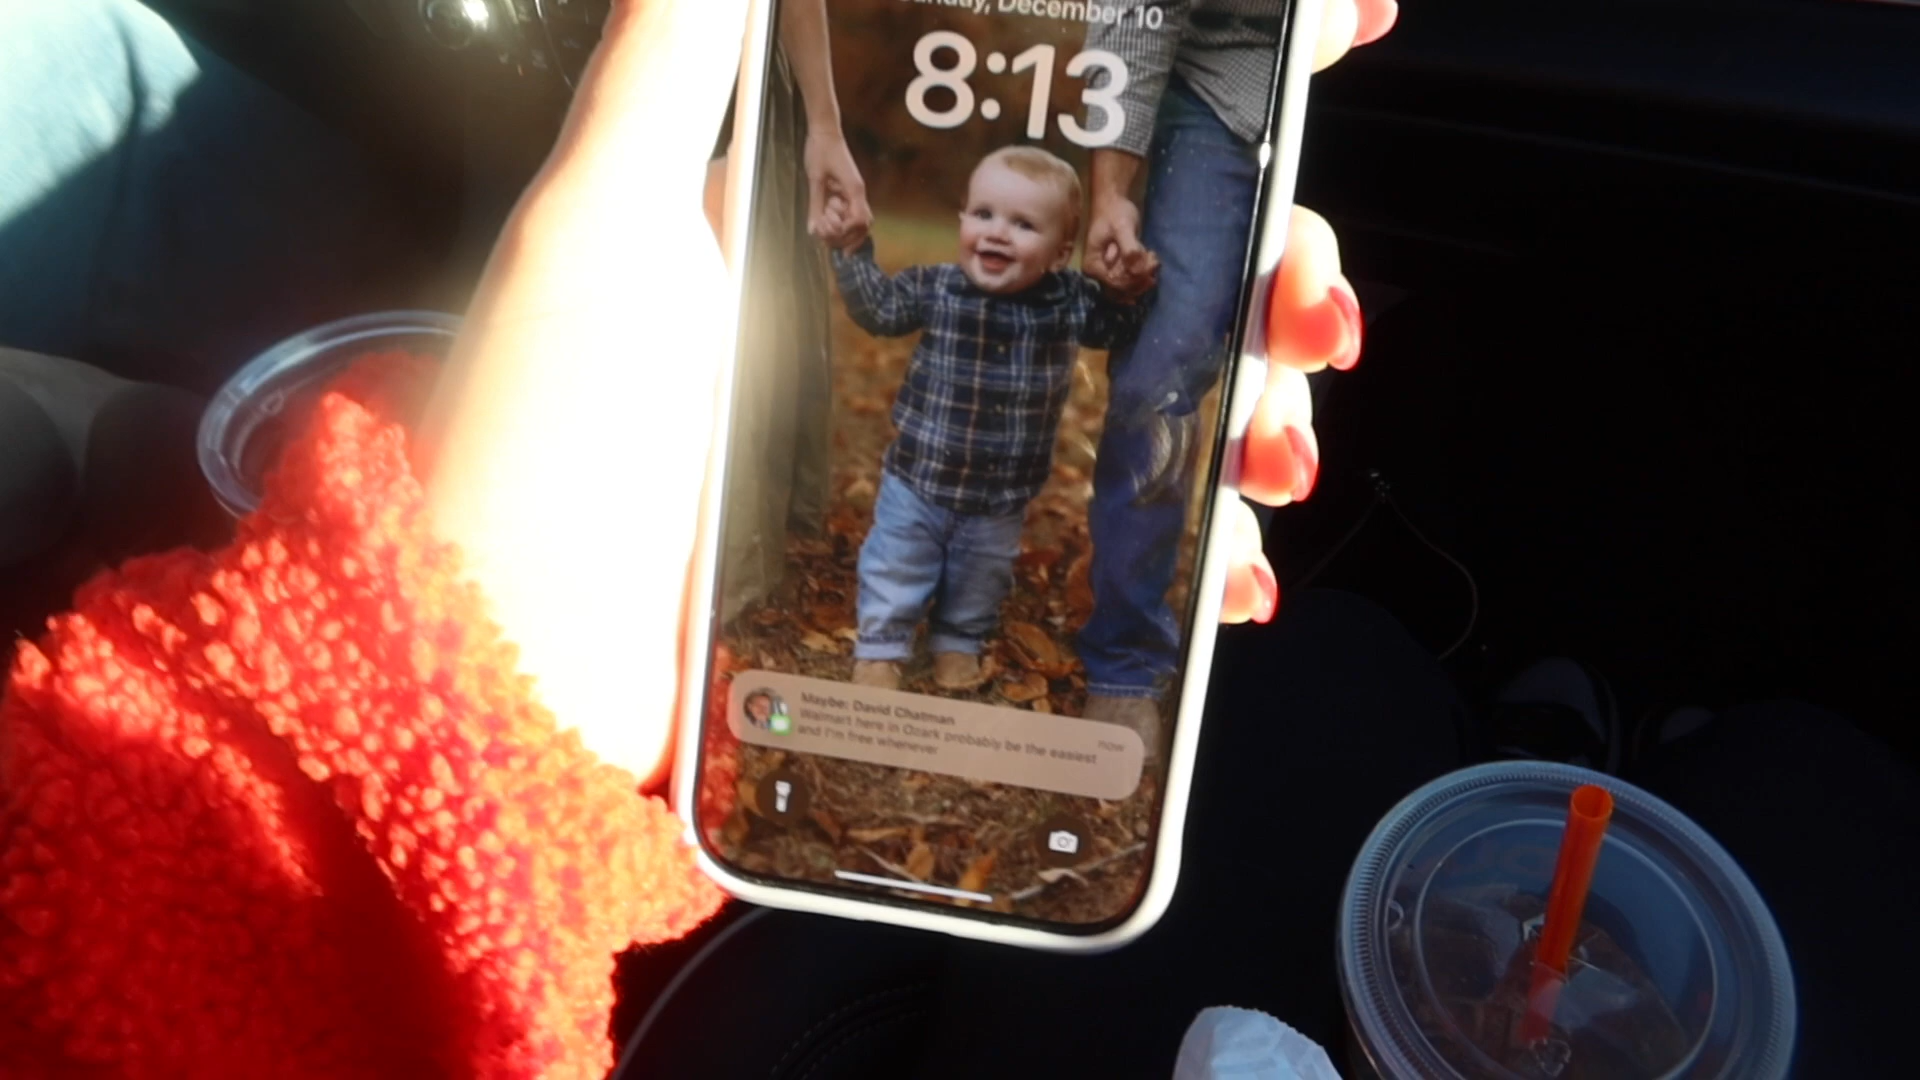 Sunday, December 10
8:13
Maybe: David Chatman
now
Walmart here in Ozark probably be the easiest
and I'm free whenever